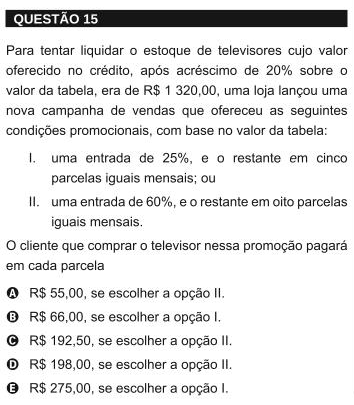 QUESTÃO 15
Para tentar liquidar o estoque de televisores cujo valor
oferecido no crédito, após acréscimo de 20% sobre o
valor da tabela, era de R$ 1 320,00, uma loja lançou uma
nova campanha de vendas que ofereceu as seguintes
condições promocionais, com base no valor da tabela:
I. uma entrada de 25%, e o restante em cinco
parcelas iguais mensais; ou
II. uma entrada de 60%, e o restante em oito parcelas
iguais mensais.
O cliente que comprar o televisor nessa promoção pagará
em cada parcela
A R$ 55,00, se escolher a opção II.
B R$ 66,00, se escolher a opção I.
C R$ 192,50, se escolher a opção II.
D R$ 198,00, se escolher a opção II.
E R$ 275,00, se escolher a opção I.